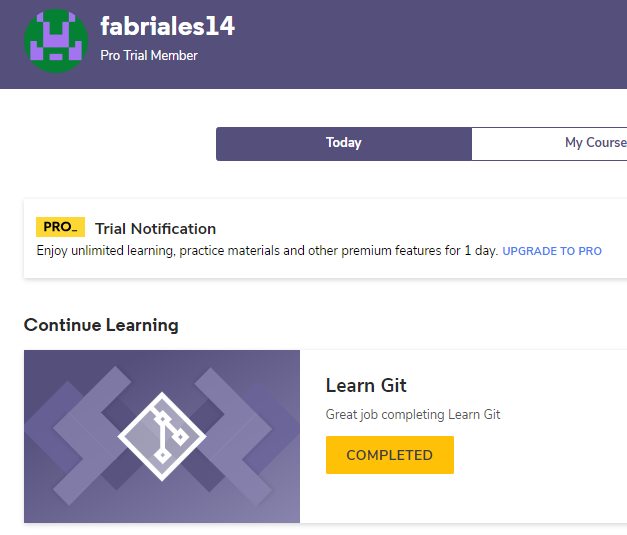 fabriales14
Pro Trial Member
Today
My Course
PRO_ Trial Notification
Enjoy unlimited learning, practice materials and other premium features for 1 day. UPGRADE TO PRO
Continue Learning
Learn Git
Great job completing Learn Git
COMPLETED